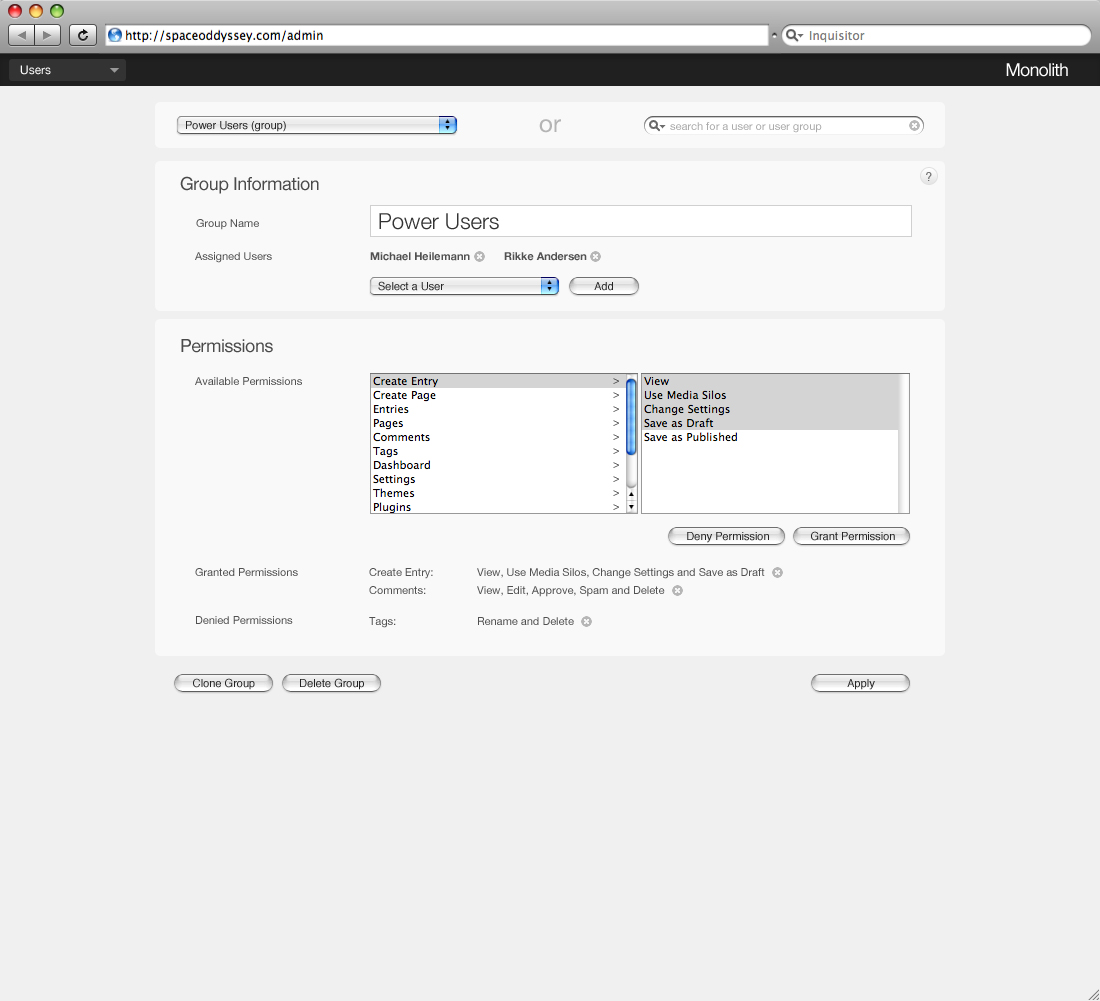 http://spaceoddyssey.com/admin
Inquisitor
Users
Monolith
Power Users (group)
or
search for a user or user group
Group Information
?
Group Name
Power Users
Assigned Users
Michael Heilemann
Rikke Andersen
Select a User
Add
Permissions
Available Permissions
Create Entry >
Create Page >
Entries >
Pages >
Comments >
Tags >
Dashboard >
Settings >
Themes >
Plugins >
View
Use Media Silos
Change Settings
Save as Draft
Save as Published
Deny Permission
Grant Permission
Granted Permissions
Create Entry: View, Use Media Silos, Change Settings and Save as Draft
Comments: View, Edit, Approve, Spam and Delete
Denied Permissions
Tags: Rename and Delete
Clone Group
Delete Group
Apply